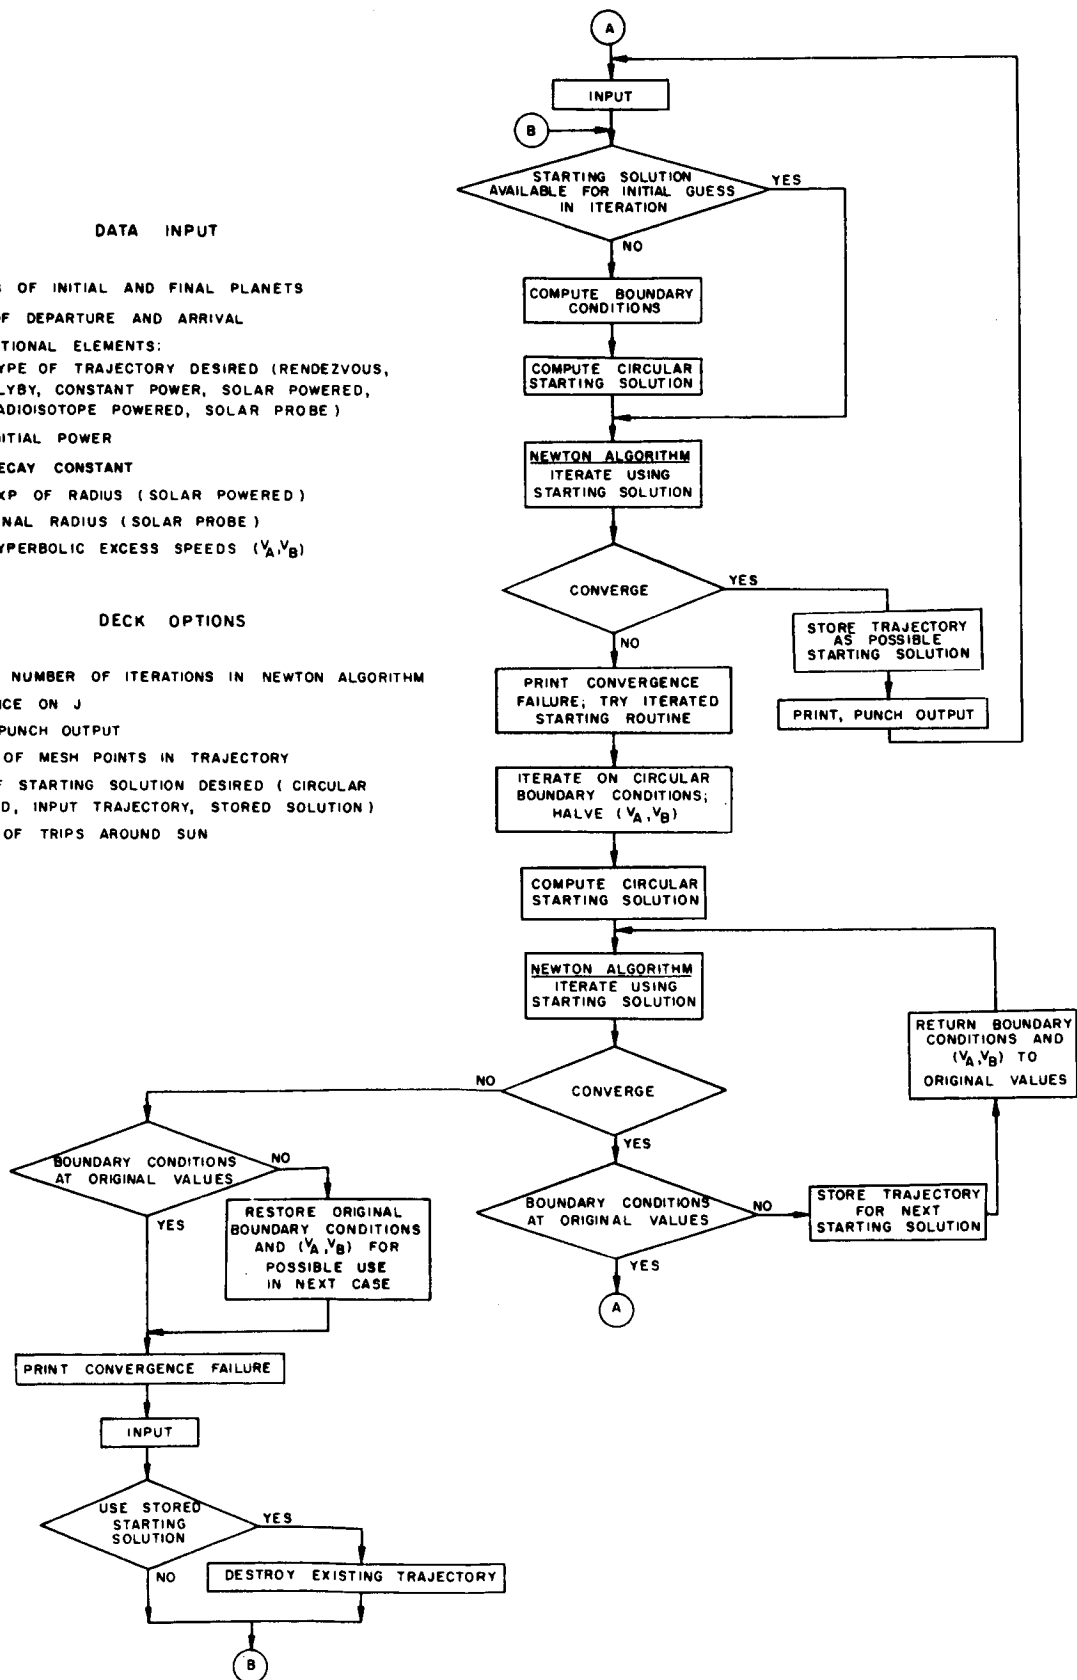 A
INPUT
B
STARTING SOLUTION
AVAILABLE FOR INITIAL GUESS
IN ITERATION
YES
NO
COMPUTE BOUNDARY
CONDITIONS
COMPUTE CIRCULAR
STARTING SOLUTION
NEWTON ALGORITHM
ITERATE USING
STARTING SOLUTION
CONVERGE
YES
STORE TRAJECTORY
AS POSSIBLE
STARTING SOLUTION
PRINT, PUNCH OUTPUT
NO
PRINT CONVERGENCE
FAILURE; TRY ITERATED
STARTING ROUTINE
ITERATE ON CIRCULAR
BOUNDARY CONDITIONS;
HALVE (VA,VB)
COMPUTE CIRCULAR
STARTING SOLUTION
NEWTON ALGORITHM
ITERATE USING
STARTING SOLUTION
RETURN BOUNDARY
CONDITIONS AND
(VA,VB) TO
ORIGINAL VALUES
CONVERGE
NO
YES
BOUNDARY CONDITIONS
AT ORIGINAL VALUES
NO
STORE TRAJECTORY
FOR NEXT
STARTING SOLUTION
YES
A
BOUNDARY CONDITIONS
AT ORIGINAL VALUES
NO
YES
RESTORE ORIGINAL
BOUNDARY CONDITIONS
AND (VA,VB) FOR
POSSIBLE USE
IN NEXT CASE
PRINT CONVERGENCE FAILURE
INPUT
USE STORED
STARTING
SOLUTION
YES
NO
DESTROY EXISTING TRAJECTORY
B
DATA INPUT
OF INITIAL AND FINAL PLANETS
OF DEPARTURE AND ARRIVAL
TIONAL ELEMENTS:
YPE OF TRAJECTORY DESIRED (RENDEZVOUS,
LYBY, CONSTANT POWER, SOLAR POWERED,
ADIOISOTOPE POWERED, SOLAR PROBE)
ITIAL POWER
ECAY CONSTANT
XP OF RADIUS (SOLAR POWERED)
NAL RADIUS (SOLAR PROBE)
YPERBOLIC EXCESS SPEEDS (VA,VB)
DECK OPTIONS
NUMBER OF ITERATIONS IN NEWTON ALGORITHM
NCE ON J
PUNCH OUTPUT
OF MESH POINTS IN TRAJECTORY
F STARTING SOLUTION DESIRED (CIRCULAR
D, INPUT TRAJECTORY, STORED SOLUTION)
OF TRIPS AROUND SUN